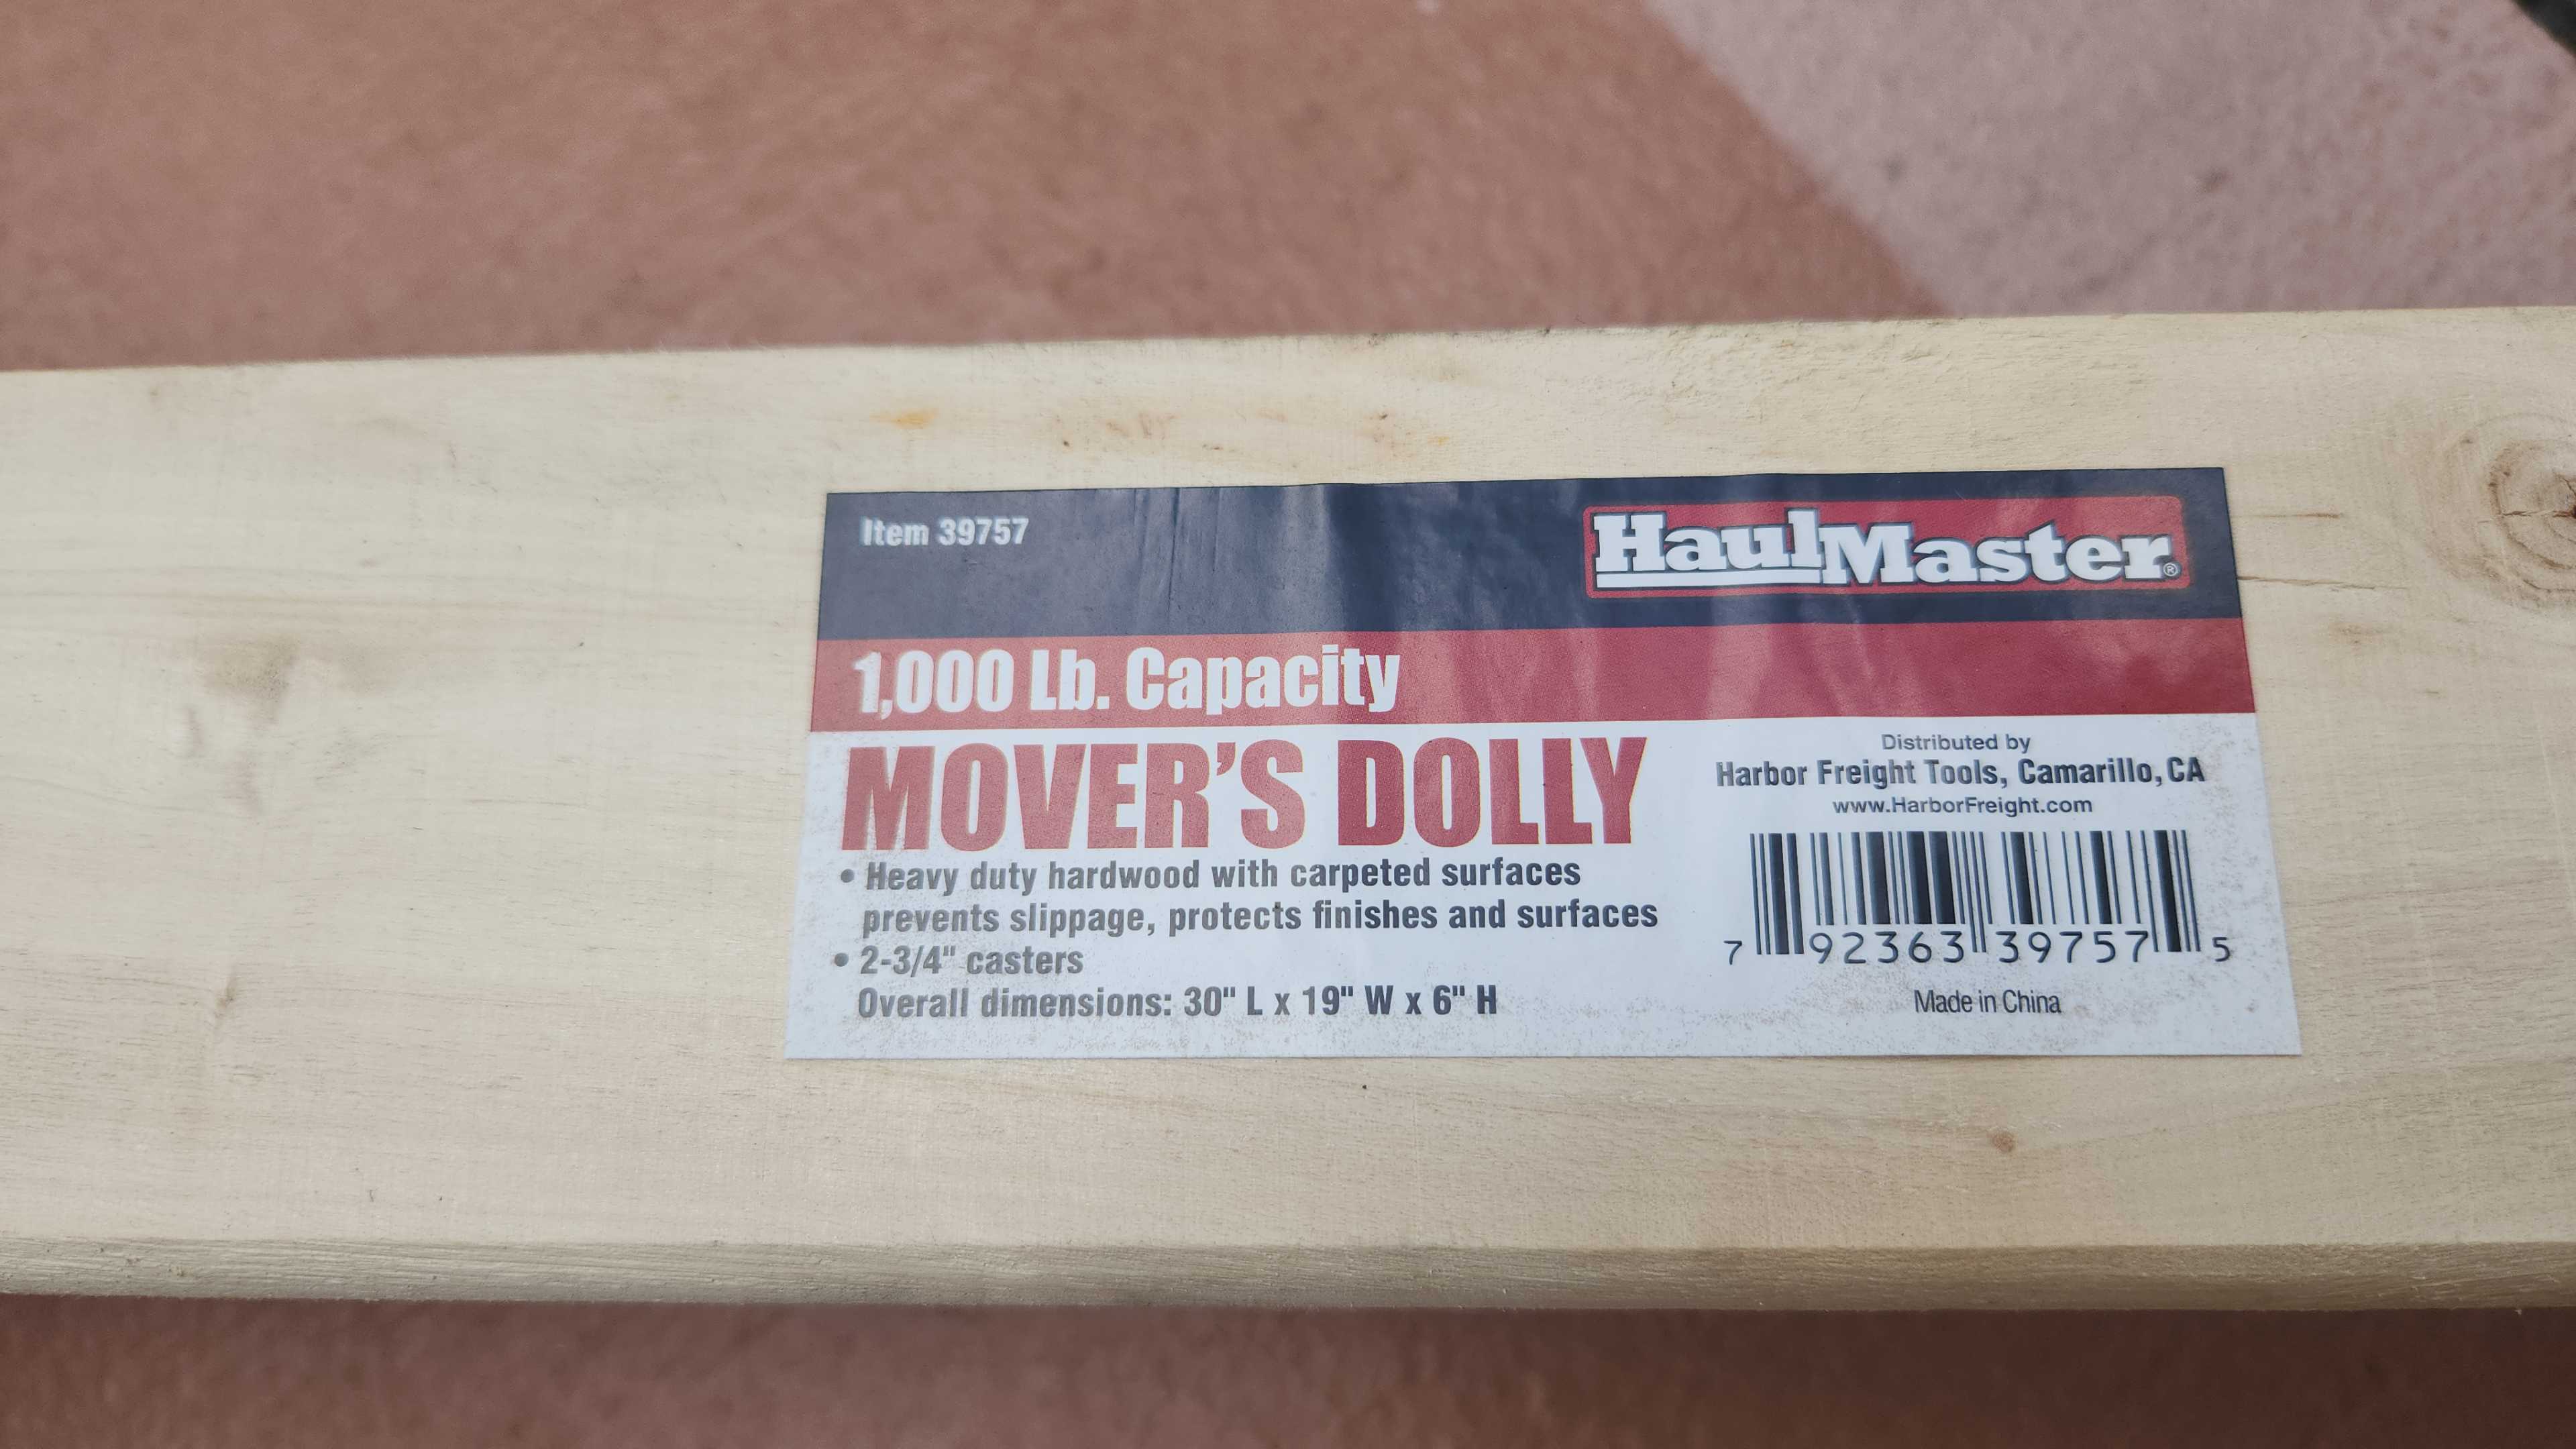 Item 39757
HaulMaster®
1,000 Lb. Capacity
MOVER'S DOLLY
• Heavy duty hardwood with carpeted surfaces
prevents slippage, protects finishes and surfaces
• 2-3/4" casters
Overall dimensions: 30" L x 19" W x 6" H
Distributed by
Harbor Freight Tools, Camarillo, CA
www.HarborFreight.com
7 92363 39757 5
Made in China